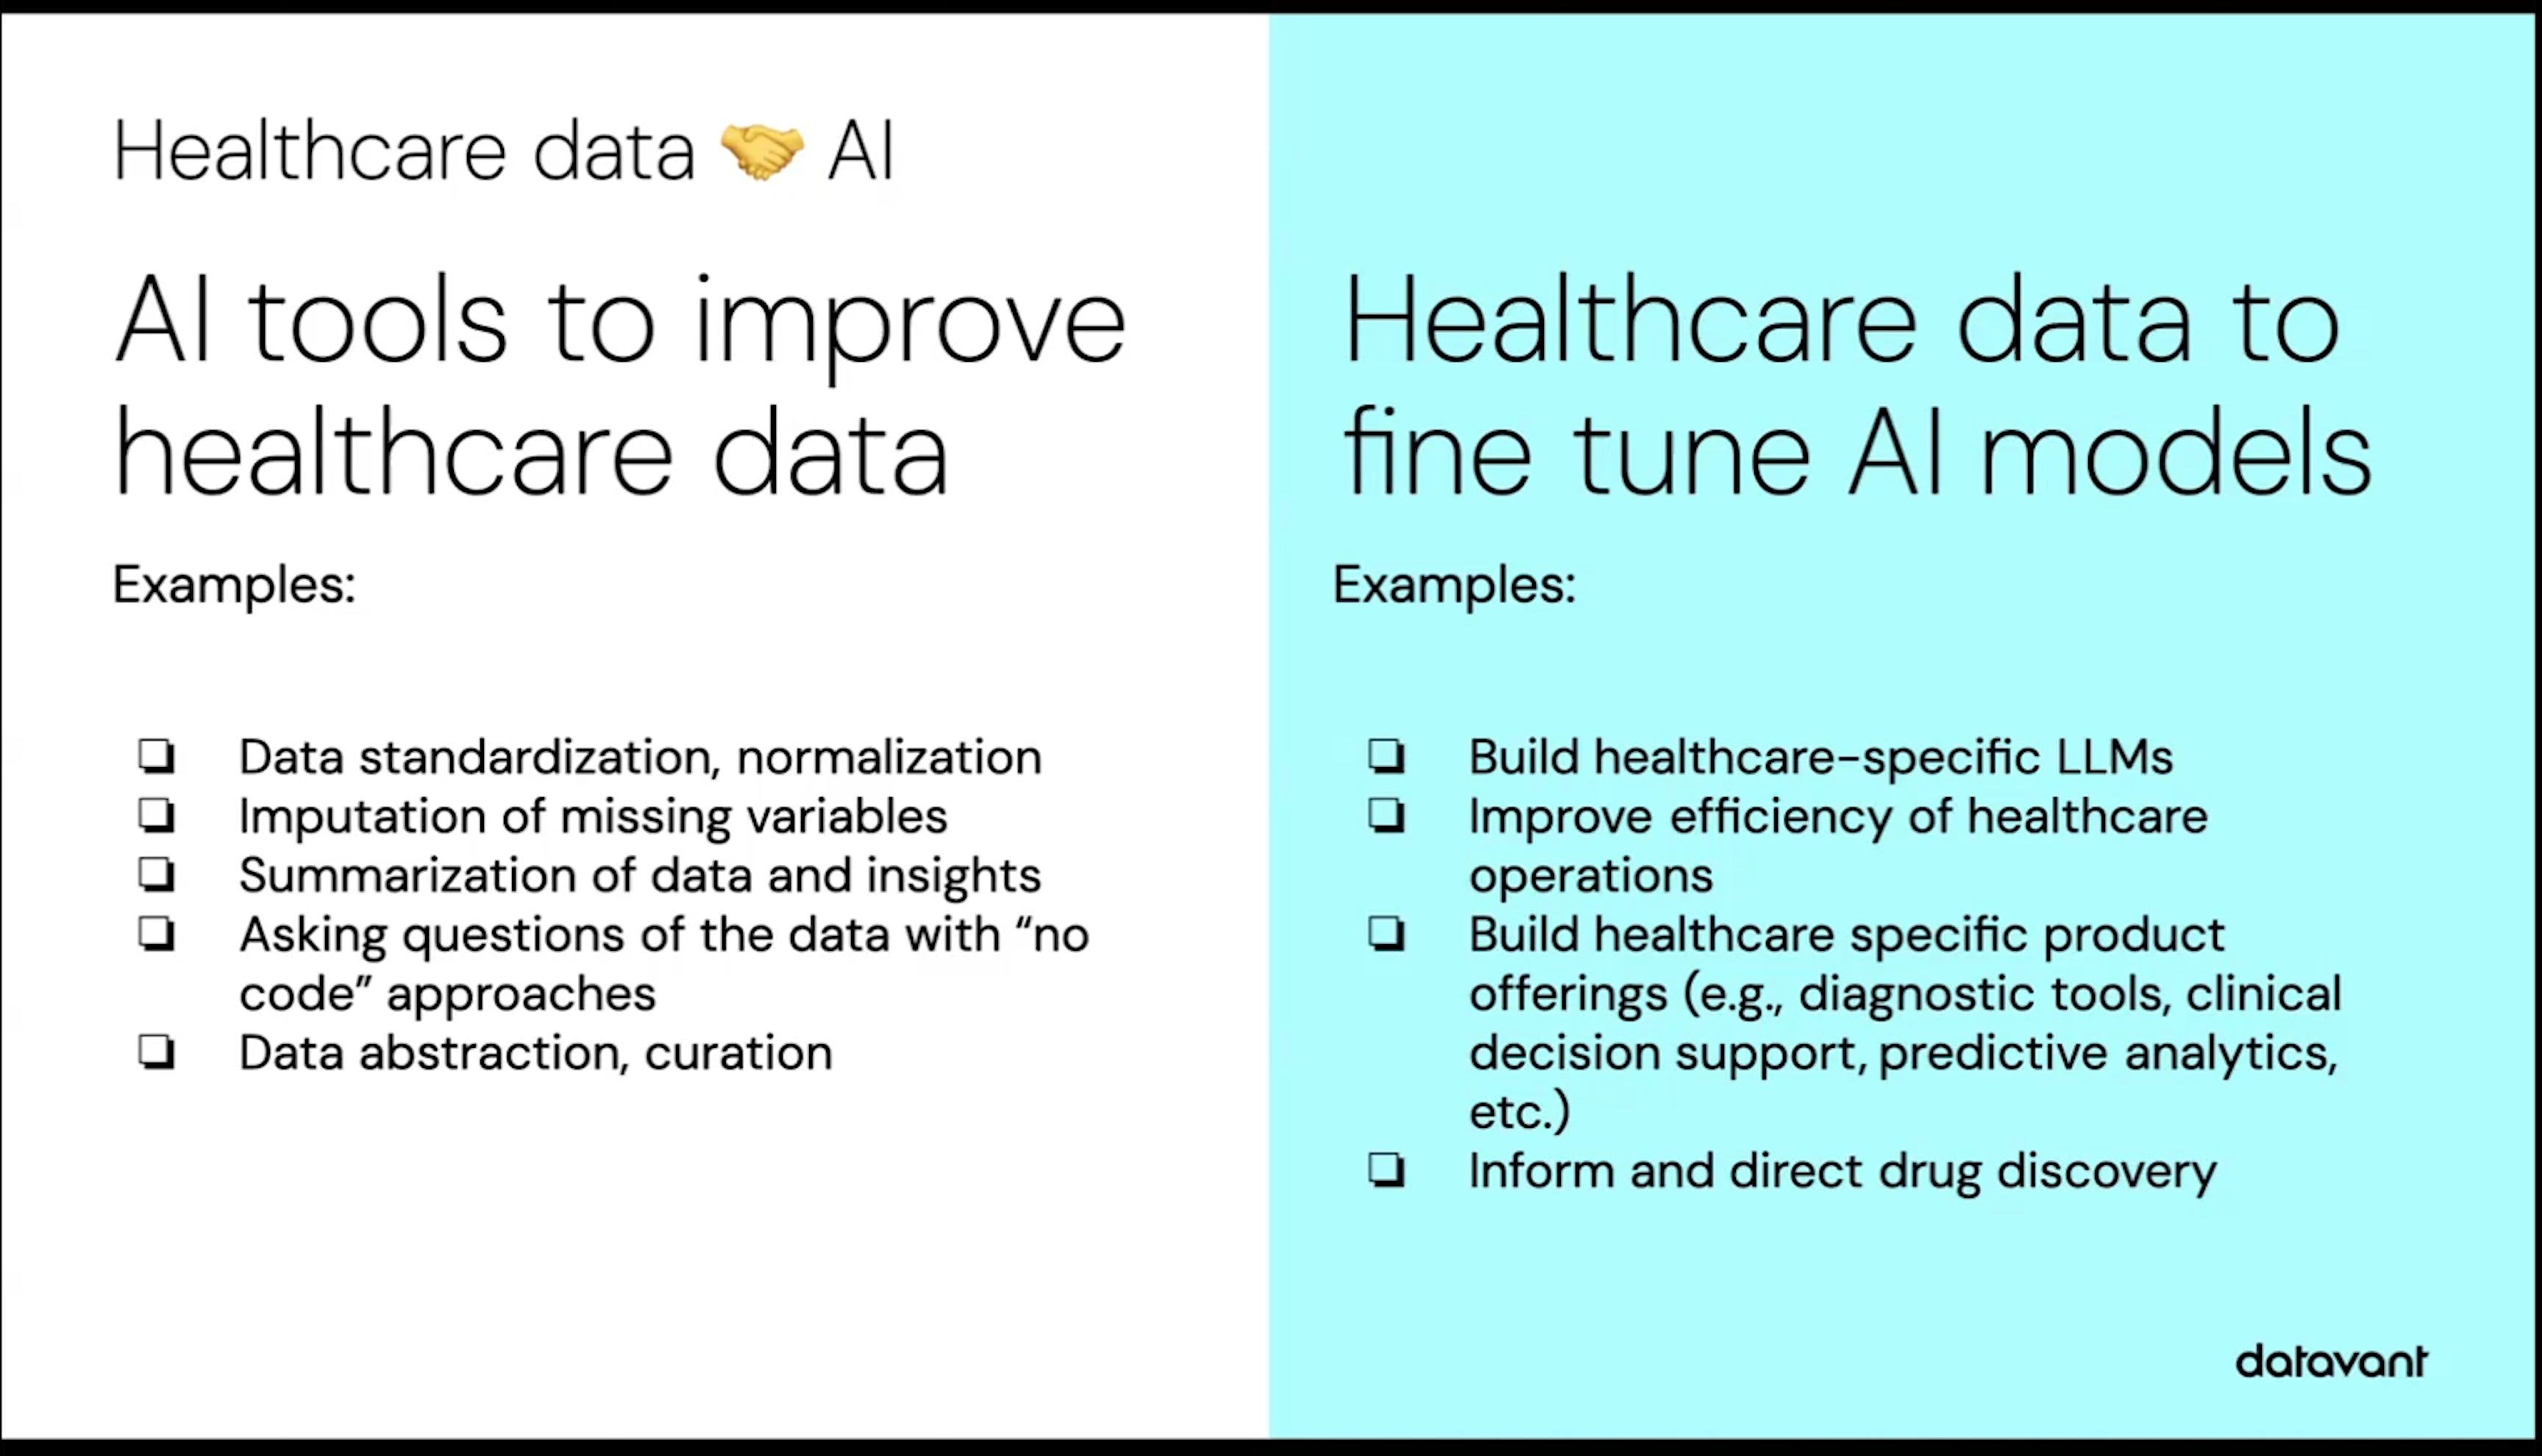 Healthcare data 🤝 AI
AI tools to improve
healthcare data
Examples:
❏ Data standardization, normalization
❏ Imputation of missing variables
❏ Summarization of data and insights
❏ Asking questions of the data with “no
code” approaches
❏ Data abstraction, curation
Healthcare data to
fine tune AI models
Examples:
❏ Build healthcare-specific LLMs
❏ Improve efficiency of healthcare
operations
❏ Build healthcare specific product
offerings (e.g., diagnostic tools, clinical
decision support, predictive analytics,
etc.)
❏ Inform and direct drug discovery
datavant